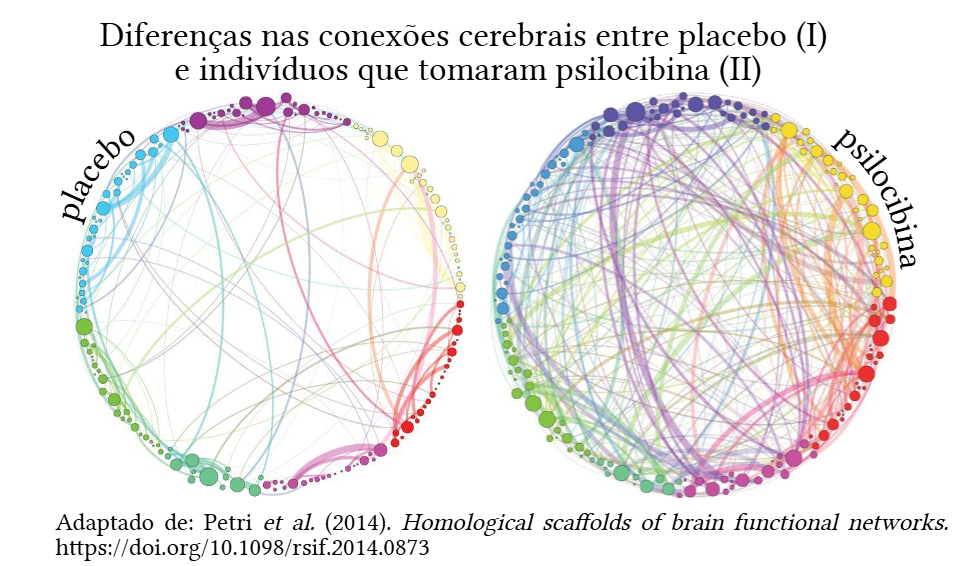 Diferenças nas conexões cerebrais entre placebo (I)
e indivíduos que tomaram psilocibina (II)
placebo
psilocibina
Adaptado de: Petri et al. (2014). Homological scaffolds of brain functional networks.
https://doi.org/10.1098/rsif.2014.0873